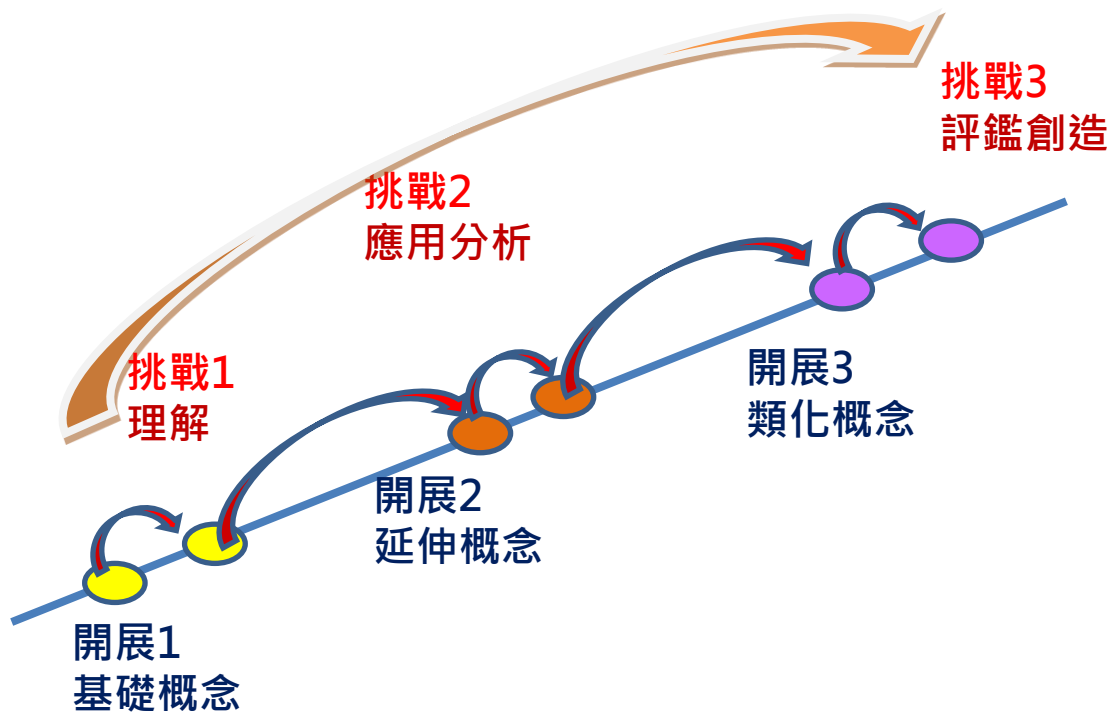 挑戰3
評鑑創造
挑戰2
應用分析
挑戰1
理解
開展3
類化概念
開展2
延伸概念
開展1
基礎概念